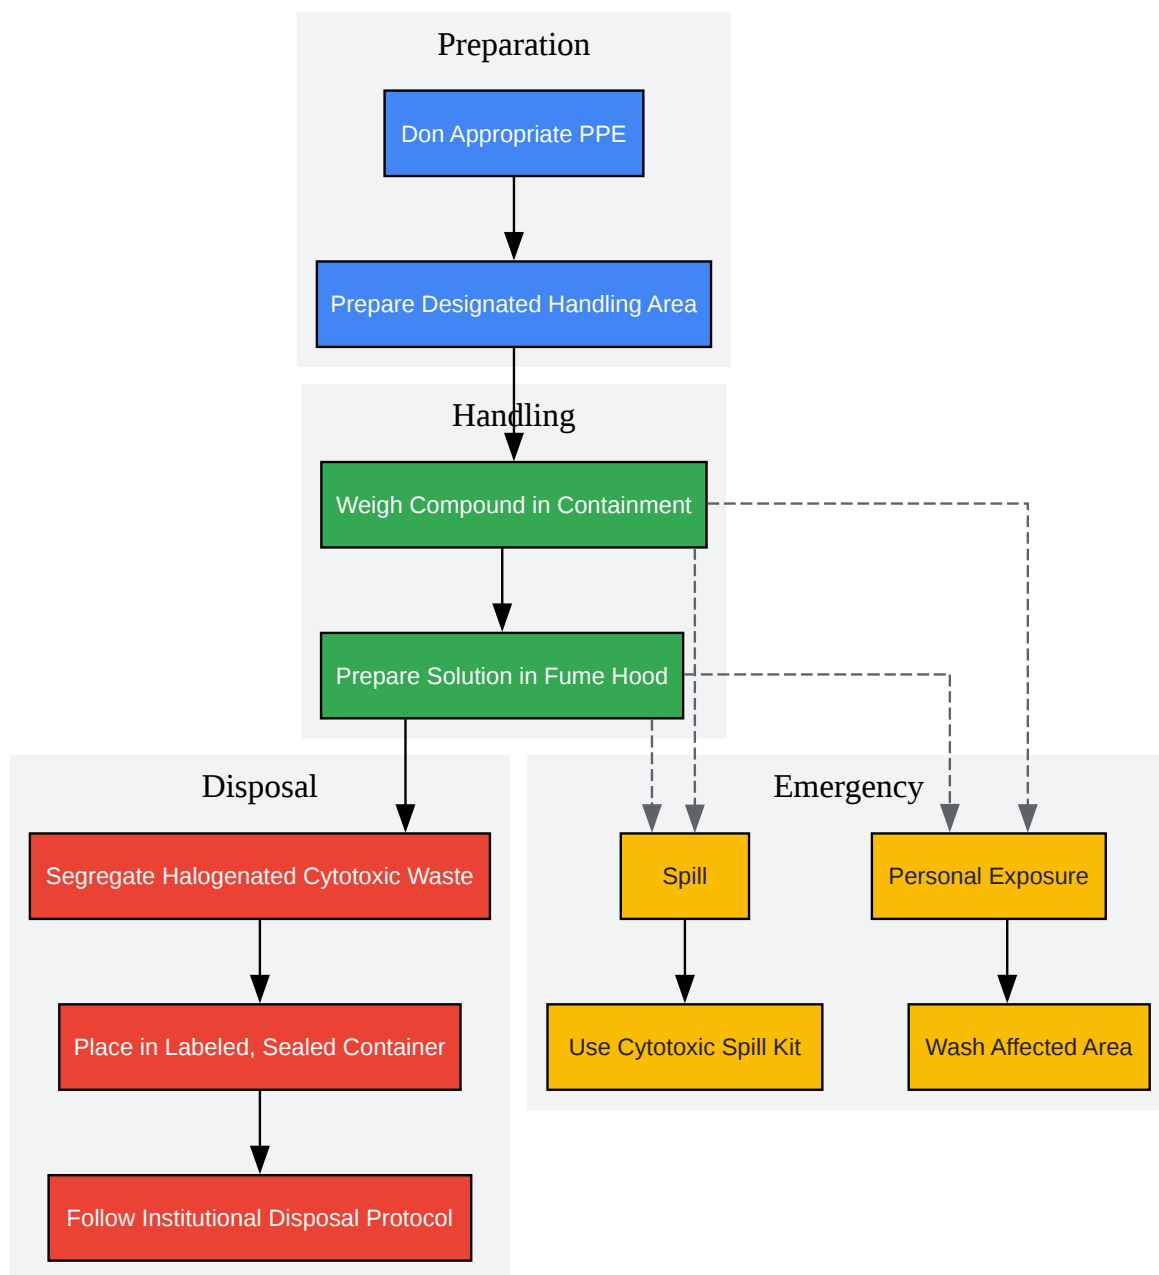 Preparation
Don Appropriate PPE
Prepare Designated Handling Area
Handling
Weigh Compound in Containment
Prepare Solution in Fume Hood
Disposal
Segregate Halogenated Cytotoxic Waste
Place in Labeled, Sealed Container
Follow Institutional Disposal Protocol
Emergency
Spill
Personal Exposure
Use Cytotoxic Spill Kit
Wash Affected Area